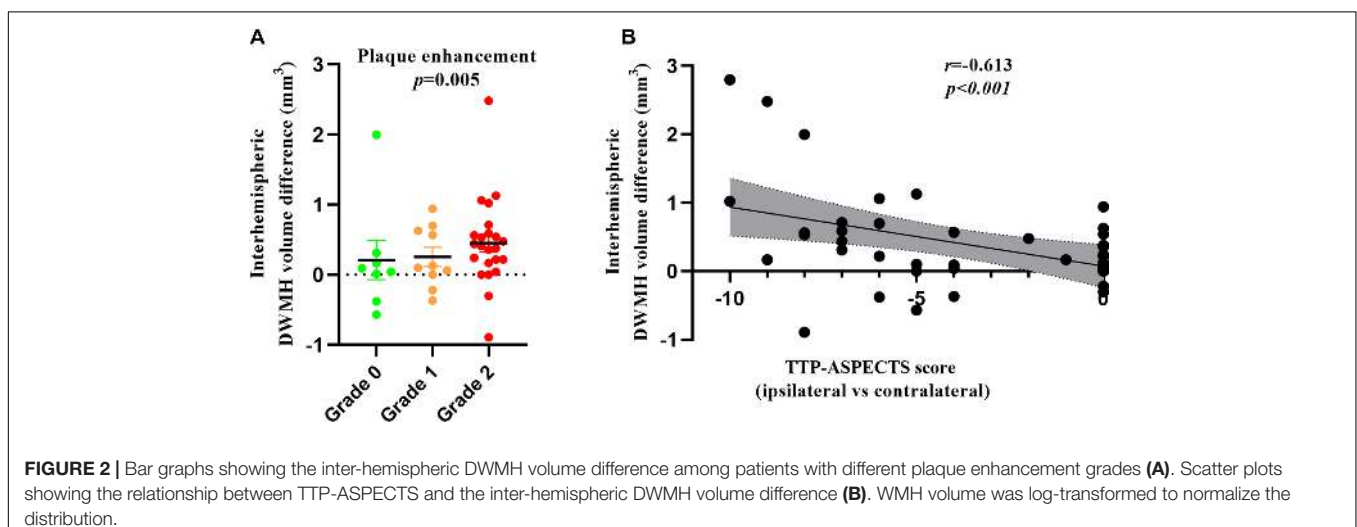 A
Plaque enhancement
p=0.005
Interhemispheric
DWMH volume difference (mm³)
3
2
1
0
-1
Grade 0
Grade 1
Grade 2
B
r=-0.613
p<0.001
Interhemispheric
DWMH volume difference (mm³)
3
2
1
0
-1
-10
-5
0
TTP-ASPECTS score
(ipsilateral vs contralateral)
FIGURE 2 | Bar graphs showing the inter-hemispheric DWMH volume difference among patients with different plaque enhancement grades (A). Scatter plots
showing the relationship between TTP-ASPECTS and the inter-hemispheric DWMH volume difference (B). WMH volume was log-transformed to normalize the
distribution.